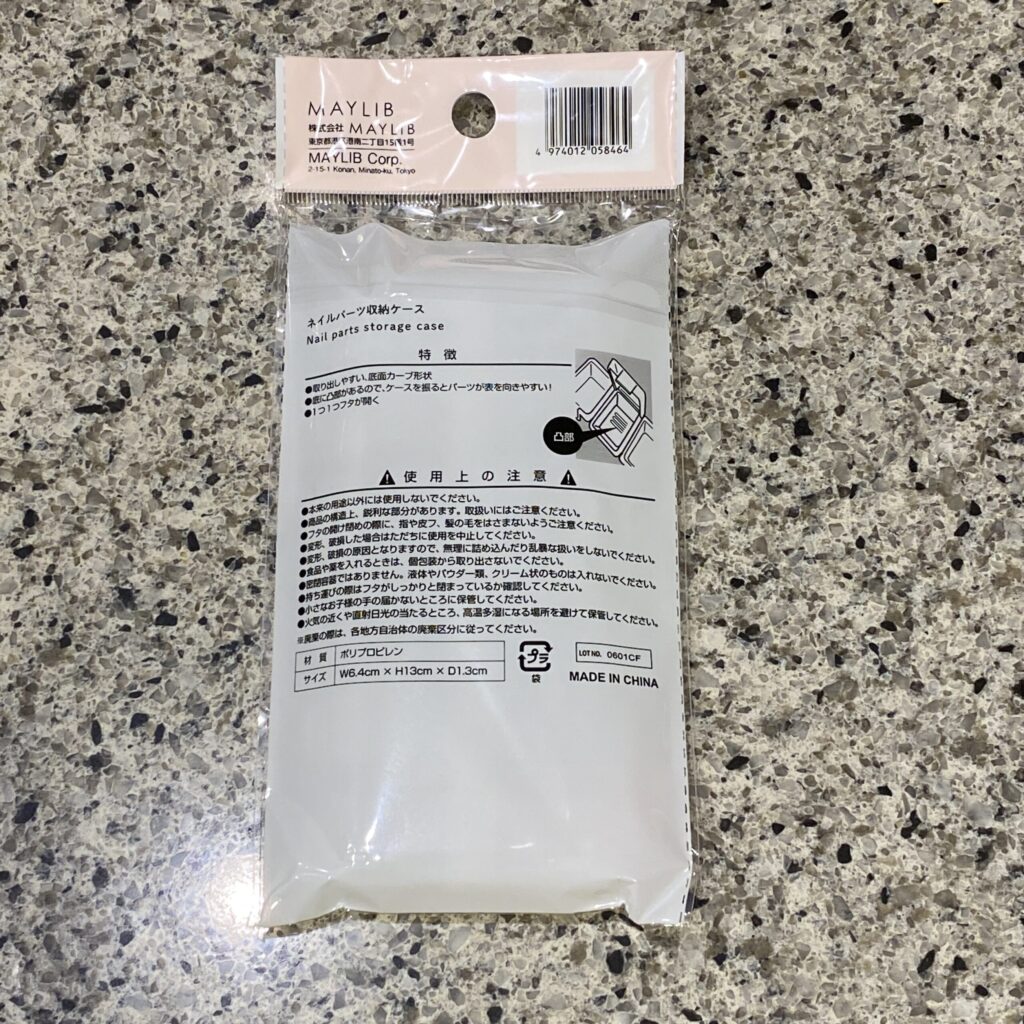 MAYLIB
株式会社 MAYLIB
東京都港区港南二丁目15番1号
MAYLIB Corp.
2-15-1 Konan, Minato-ku, Tokyo
4 974012 058464
ネイルパーツ収納ケース
Nail parts storage case
特徴
●取り出しやすい、底面カーブ形状
●底に凸部があるので、ケースを振るとパーツが表を向きやすい!
●1つ1つフタが開く
凸部
⚠使用上の注意⚠
●本来の用途以外には使用しないでください。
●商品の構造上、鋭利な部分があります。取扱いにはご注意ください。
●フタの開け閉めの際に、指や皮フ、髪の毛をはさまないようご注意ください。
●変形、破損した場合はただちに使用を中止してください。
●変形、破損の原因となりますので、無理に詰め込んだり乱暴な扱いをしないでください。
●食品や薬を入れるときは、個包装から取り出さないでください。
●密閉容器ではありません。液体やパウダー類、クリーム状のものは入れないでください。
●持ち運びの際はフタがしっかりと閉まっているか確認してください。
●小さなお子様の手の届かないところに保管してください。
●火気の近くや直射日光の当たるところ、高温多湿になる場所を避けて保管してください。
※廃棄の際は、各地方自治体の廃棄区分に従ってください。
材質 ポリプロピレン
サイズ W6.4cm × H13cm × D1.3cm
プラ
袋
LOT NO. 0601CF
MADE IN CHINA